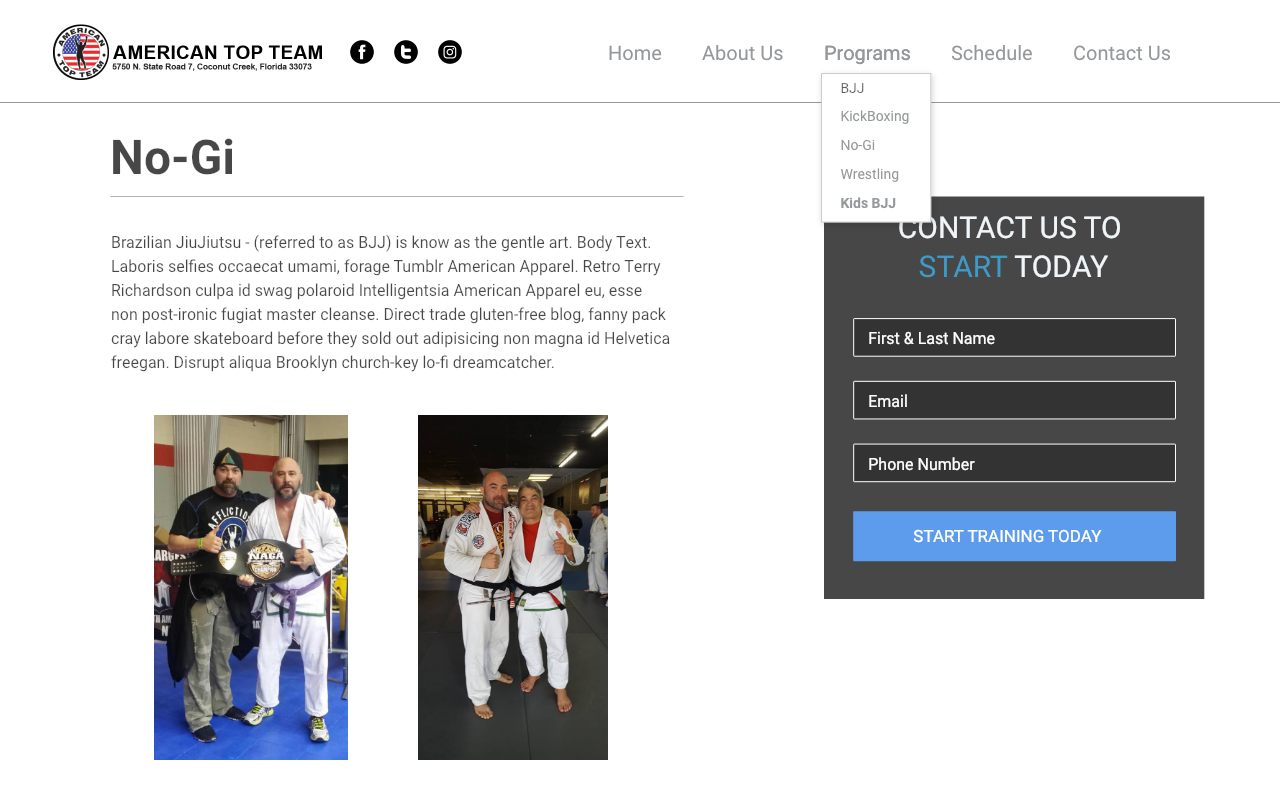 AMERICAN
TOP TEAM
AMERICAN TOP TEAM
5750 N. State Road 7, Coconut Creek, Florida 33073
Home
About Us
Programs
Schedule
Contact Us
BJJ
KickBoxing
No-Gi
Wrestling
Kids BJJ
No-Gi
Brazilian JiuJiutsu - (referred to as BJJ) is know as the gentle art. Body Text.
Laboris selfies occaecat umami, forage Tumblr American Apparel. Retro Terry
Richardson culpa id swag polaroid Intelligentsia American Apparel eu, esse
non post-ironic fugiat master cleanse. Direct trade gluten-free blog, fanny pack
cray labore skateboard before they sold out adipisicing non magna id Helvetica
freegan. Disrupt aliqua Brooklyn church-key lo-fi dreamcatcher.
AFFLICTION
NAGA
CHAMPION
CONTACT US TO
START TODAY
First & Last Name
Email
Phone Number
START TRAINING TODAY